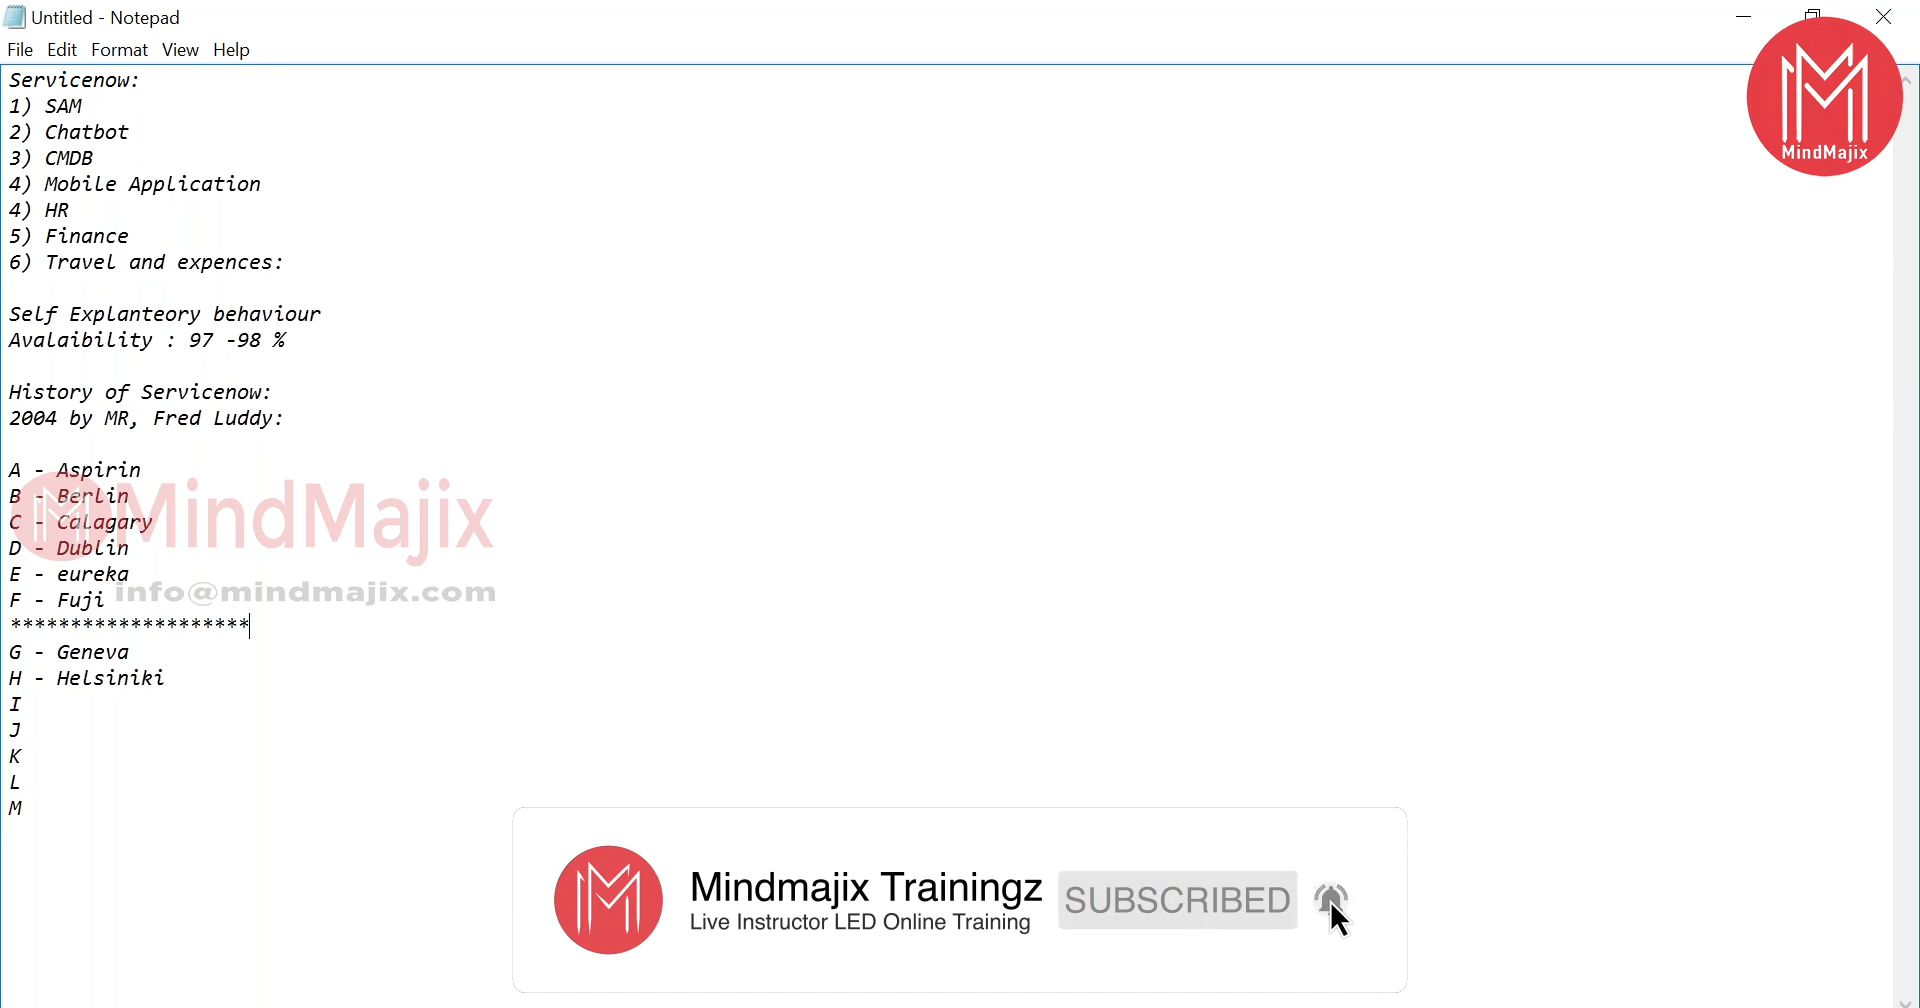 Untitled - Notepad
File Edit Format View Help
Servicenow:
1) SAM
2) Chatbot
3) CMDB
4) Mobile Application
4) HR
5) Finance
6) Travel and expences:
Self Explanteory behaviour
Avalaibility : 97 -98 %
History of Servicenow:
2004 by MR, Fred Luddy:
A - Aspirin
B - Berlin
C - Calagary
D - Dublin
E - eureka
F - Fuji
********************
G - Geneva
H - Helsiniki
I
J
K
L
M
MindMajix
info@mindmajix.com
MindMajix
Mindmajix Trainingz
Live Instructor LED Online Training
SUBSCRIBED